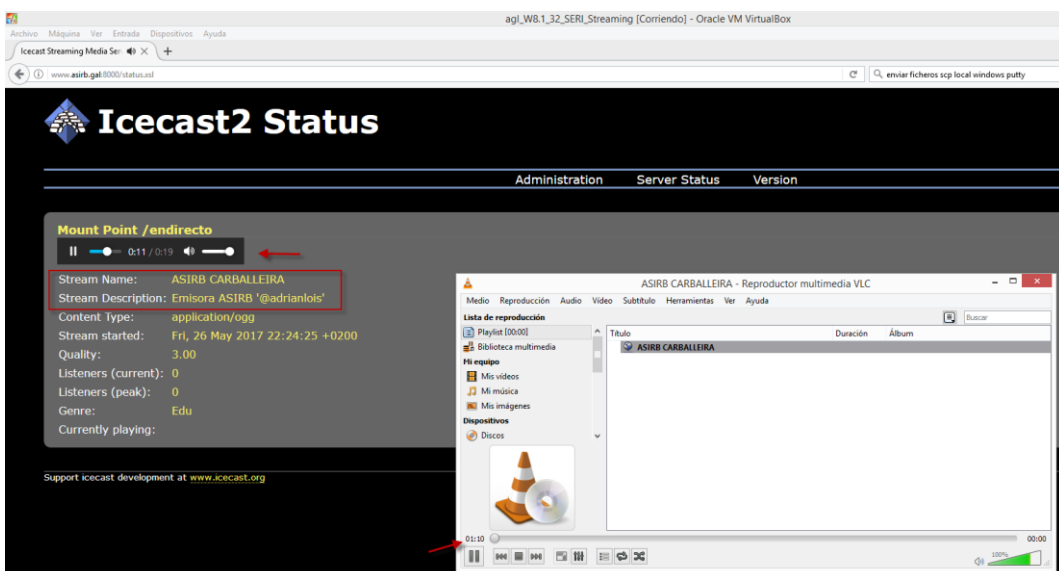 agl_W8.1_32_SERI_Streaming [Corriendo] - Oracle VM VirtualBox
Archivo Máquina Ver Entrada Dispositivos Ayuda
Icecast Streaming Media Ser
www.asirb.gal:8000/status.xsl
enviar ficheros scp local windows putty
Icecast2 Status
Administration Server Status Version
Mount Point /endirecto
0:11 / 0:19
Stream Name: ASIRB CARBALLEIRA
Stream Description: Emisora ASIRB '@adrianlois'
Content Type: application/ogg
Stream started: Fri, 26 May 2017 22:24:25 +0200
Quality: 3.00
Listeners (current): 0
Listeners (peak): 0
Genre: Edu
Currently playing:
Support icecast development at www.icecast.org
ASIRB CARBALLEIRA - Reproductor multimedia VLC
Medio Reproducción Audio Vídeo Subtítulo Herramientas Ver Ayuda
Lista de reproducción
Buscar
Playlist [00:00]
Biblioteca multimedia
Mi equipo
Mis vídeos
Mi música
Mis imágenes
Dispositivos
Discos
Título Duración Álbum
ASIRB CARBALLEIRA
01:10 00:00
100%